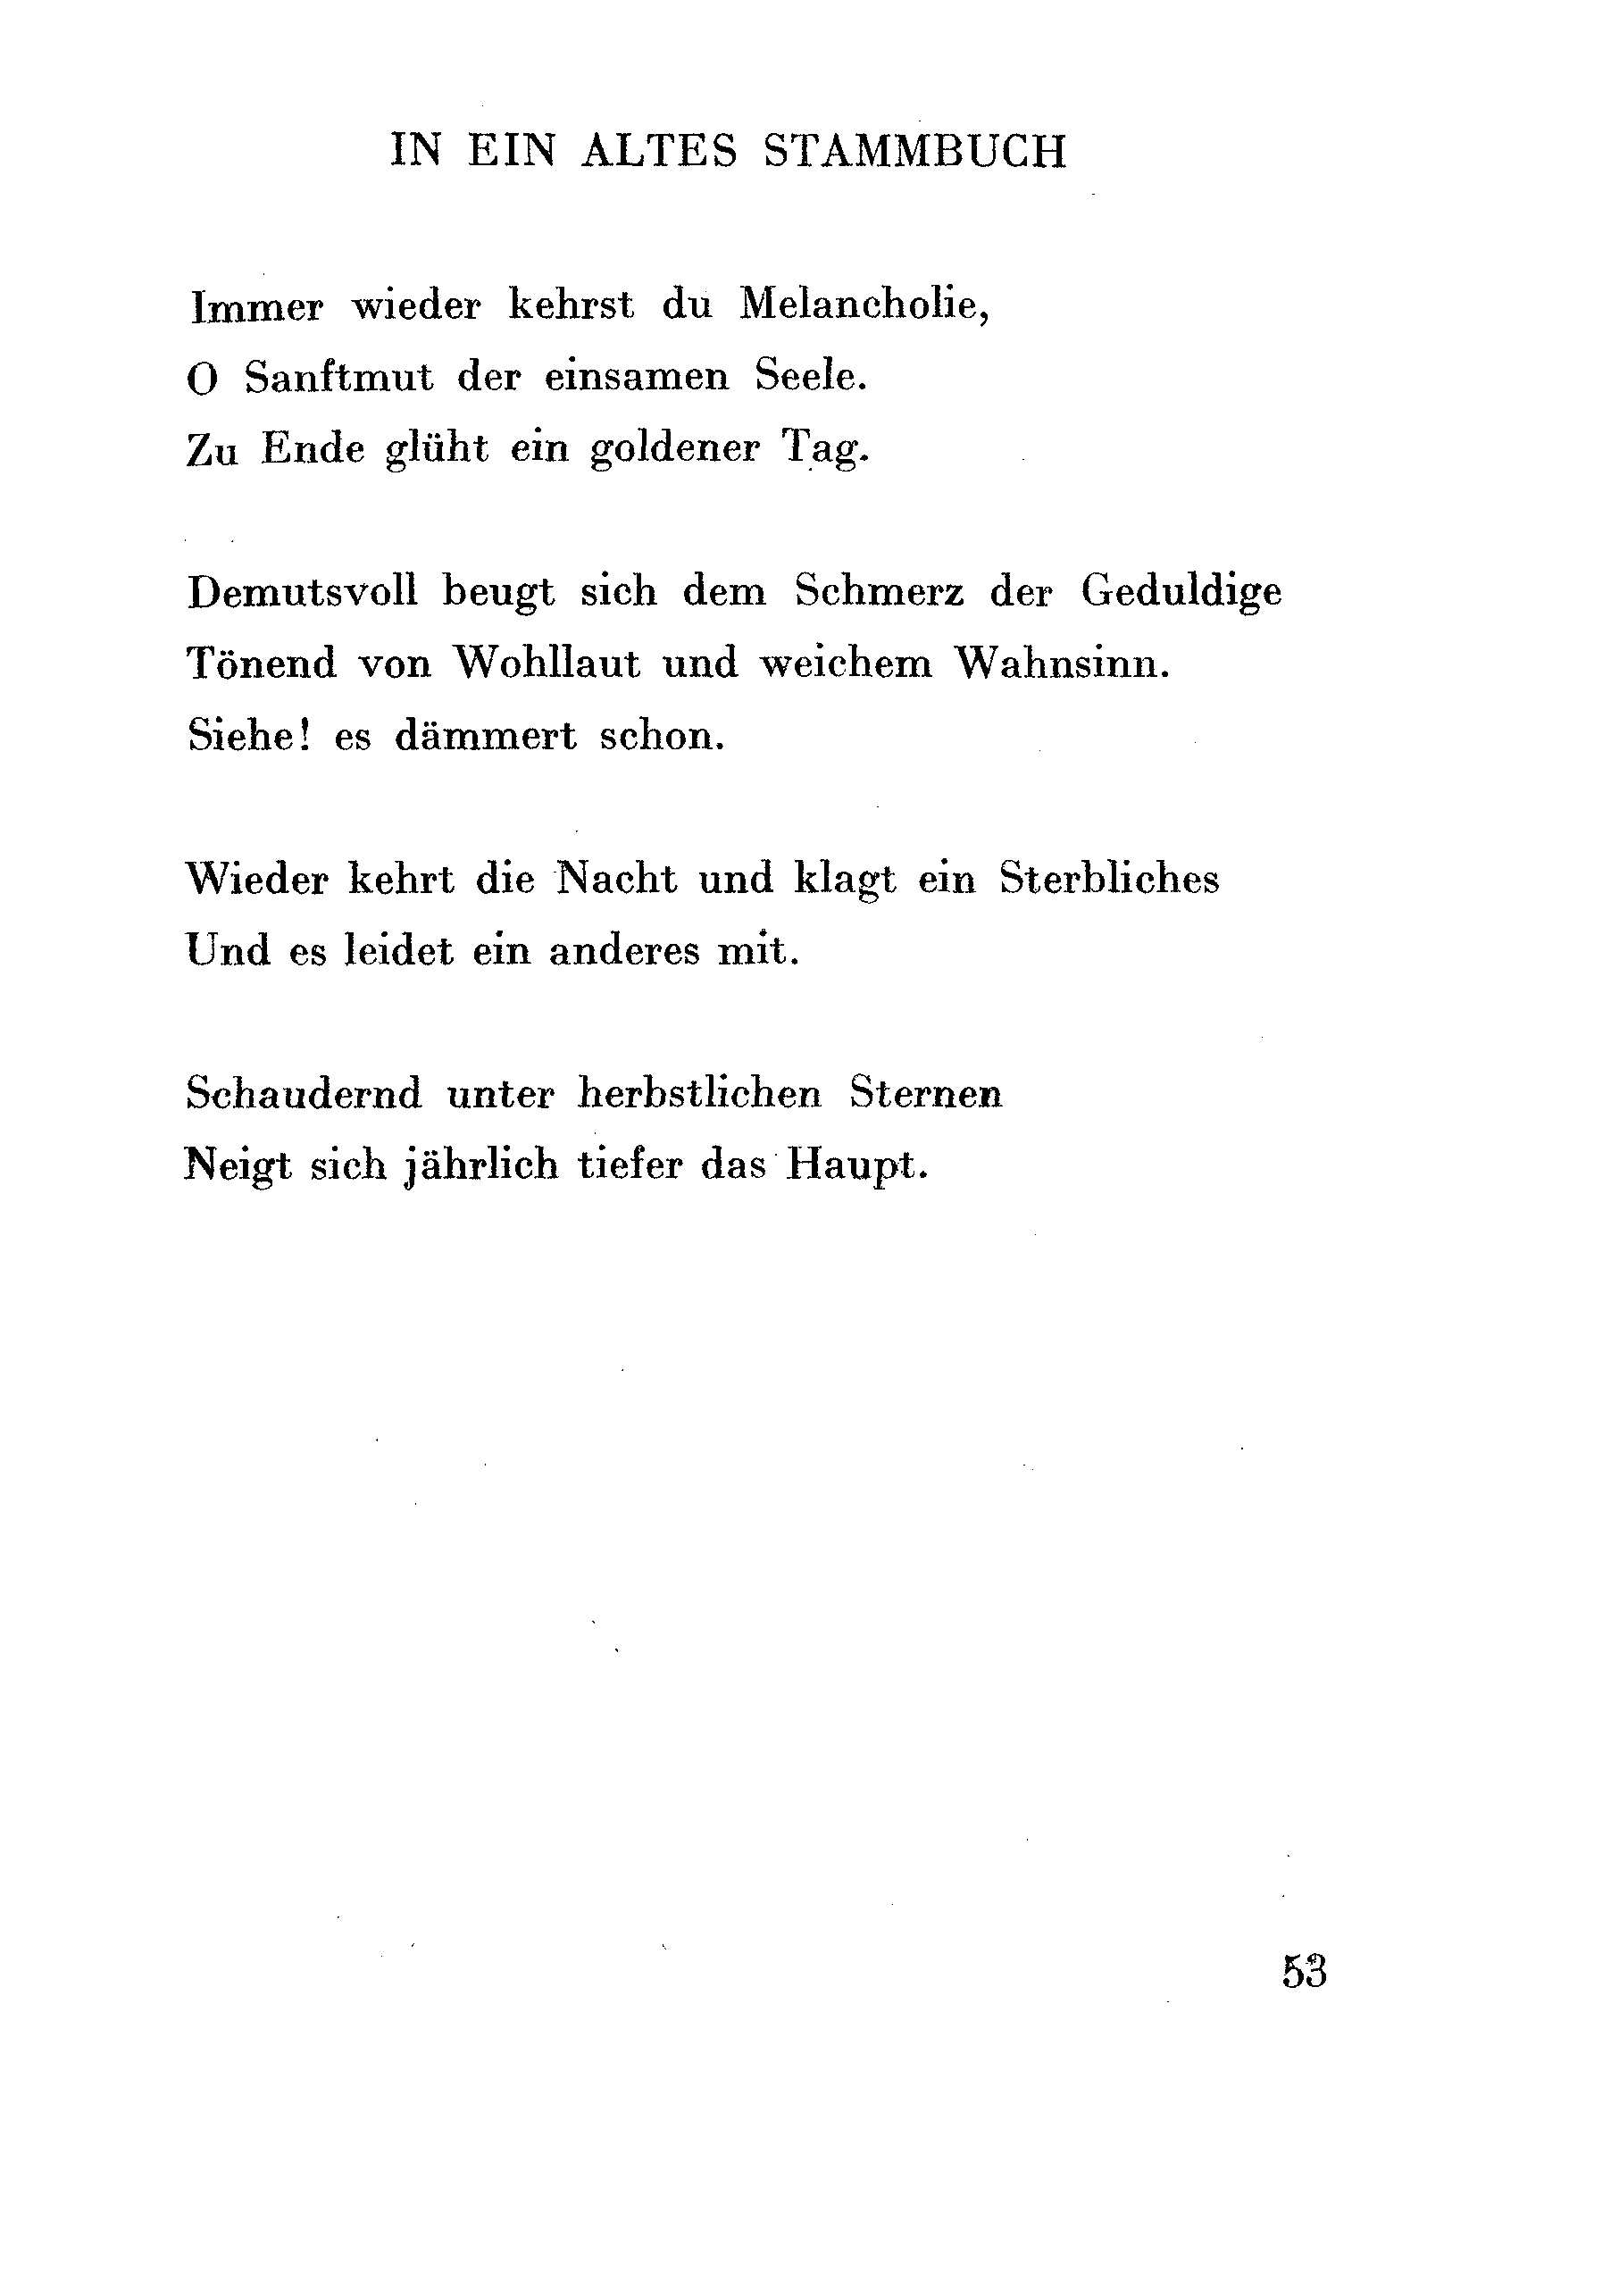 IN EIN ALTES STAMMBUCH
Immer wieder kehrst du Melancholie,
O Sanftmut der einsamen Seele.
Zu Ende glüht ein goldener Tag.
Demutsvoll beugt sich dem Schmerz der Geduldige
Tönend von Wohllaut und weichem Wahnsinn.
Siehe! es dämmert schon.
Wieder kehrt die Nacht und klagt ein Sterbliches
Und es leidet ein anderes mit.
Schaudernd unter herbstlichen Sternen
Neigt sich jährlich tiefer das Haupt.
53